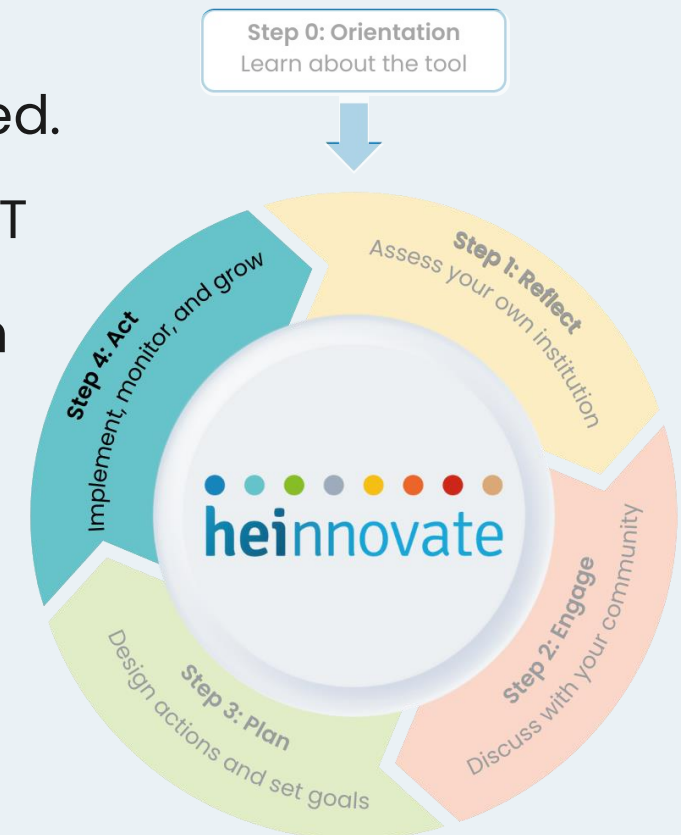 ed.
T
n
Step 0: Orientation
Learn about the tool
Step 1: Reflect
Assess your own institution
Step 2: Engage
Discuss with your community
Step 3: Plan
Design actions and set goals
Step 4: Act
Implement, monitor, and grow
heinnovate